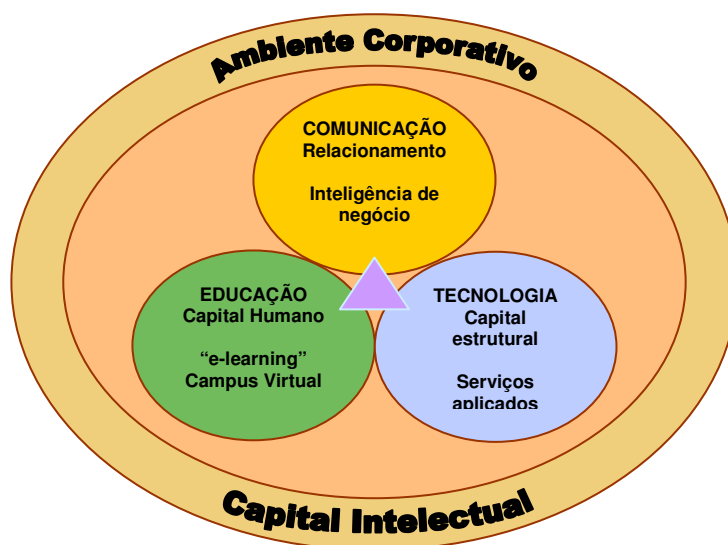 Ambiente Corporativo
COMUNICAÇÃO
Relacionamento
Inteligência de
negócio
EDUCAÇÃO
Capital Humano
“e-learning”
Campus Virtual
TECNOLOGIA
Capital
estrutural
Serviços
aplicados
Capital Intelectual